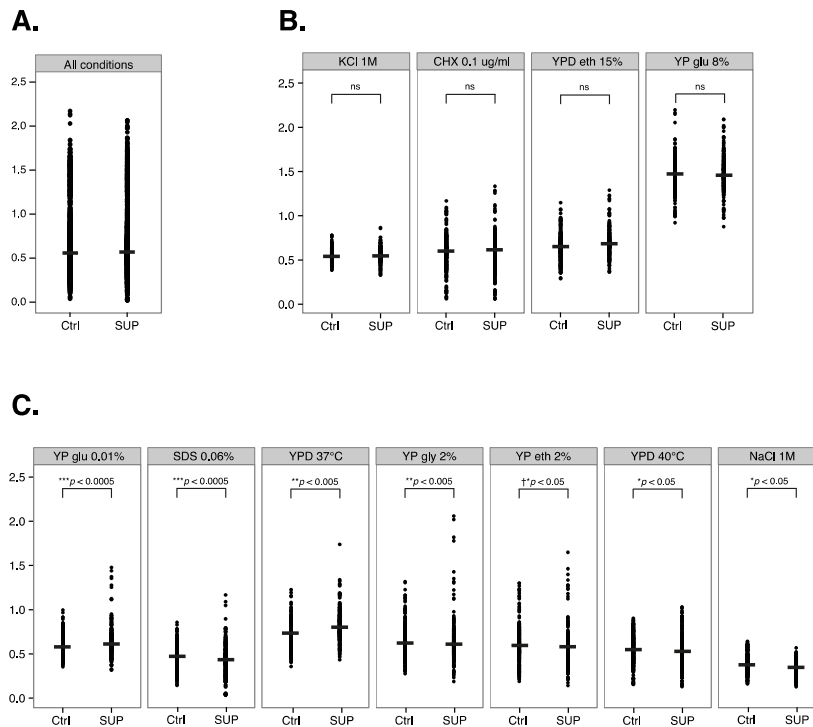 A.
All conditions
2.5
2.0
1.5
1.0
0.5
0.0
Ctrl SUP
B.
KCl 1M CHX 0.1 ug/ml YPD eth 15% YP glu 8%
2.5
ns ns ns ns
2.0
1.5
1.0
0.5
0.0
Ctrl SUP Ctrl SUP Ctrl SUP Ctrl SUP
C.
YP glu 0.01% SDS 0.06% YPD 37°C YP gly 2% YP eth 2% YPD 40°C NaCl 1M
2.5
***p < 0.0005 ***p < 0.0005 **p < 0.005 **p < 0.005 †*p < 0.05 *p < 0.05 *p < 0.05
2.0
1.5
1.0
0.5
0.0
Ctrl SUP Ctrl SUP Ctrl SUP Ctrl SUP Ctrl SUP Ctrl SUP Ctrl SUP